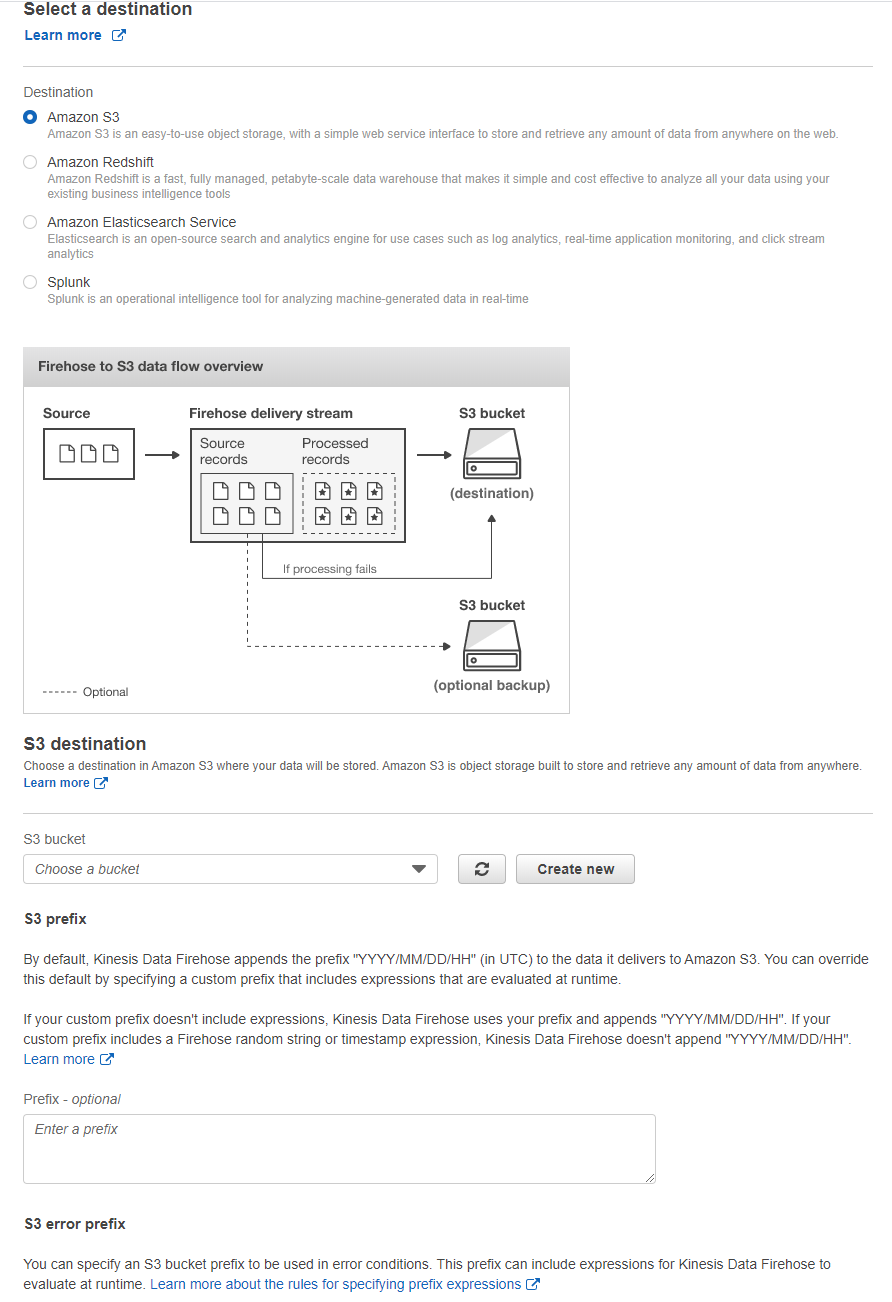 Select a destination
Learn more
Destination
Amazon S3
Amazon S3 is an easy-to-use object storage, with a simple web service interface to store and retrieve any amount of data from anywhere on the web.
Amazon Redshift
Amazon Redshift is a fast, fully managed, petabyte-scale data warehouse that makes it simple and cost effective to analyze all your data using your
existing business intelligence tools
Amazon Elasticsearch Service
Elasticsearch is an open-source search and analytics engine for use cases such as log analytics, real-time application monitoring, and click stream
analytics
Splunk
Splunk is an operational intelligence tool for analyzing machine-generated data in real-time
Firehose to S3 data flow overview
Source
Firehose delivery stream
S3 bucket
Source
records
Processed
records
(destination)
If processing fails
S3 bucket
(optional backup)
Optional
S3 destination
Choose a destination in Amazon S3 where your data will be stored. Amazon S3 is object storage built to store and retrieve any amount of data from anywhere.
Learn more
S3 bucket
Choose a bucket
Create new
S3 prefix
By default, Kinesis Data Firehose appends the prefix "YYYY/MM/DD/HH" (in UTC) to the data it delivers to Amazon S3. You can override
this default by specifying a custom prefix that includes expressions that are evaluated at runtime.
If your custom prefix doesn't include expressions, Kinesis Data Firehose uses your prefix and appends "YYYY/MM/DD/HH". If your
custom prefix includes a Firehose random string or timestamp expression, Kinesis Data Firehose doesn't append "YYYY/MM/DD/HH".
Learn more
Prefix - optional
Enter a prefix
S3 error prefix
You can specify an S3 bucket prefix to be used in error conditions. This prefix can include expressions for Kinesis Data Firehose to
evaluate at runtime. Learn more about the rules for specifying prefix expressions